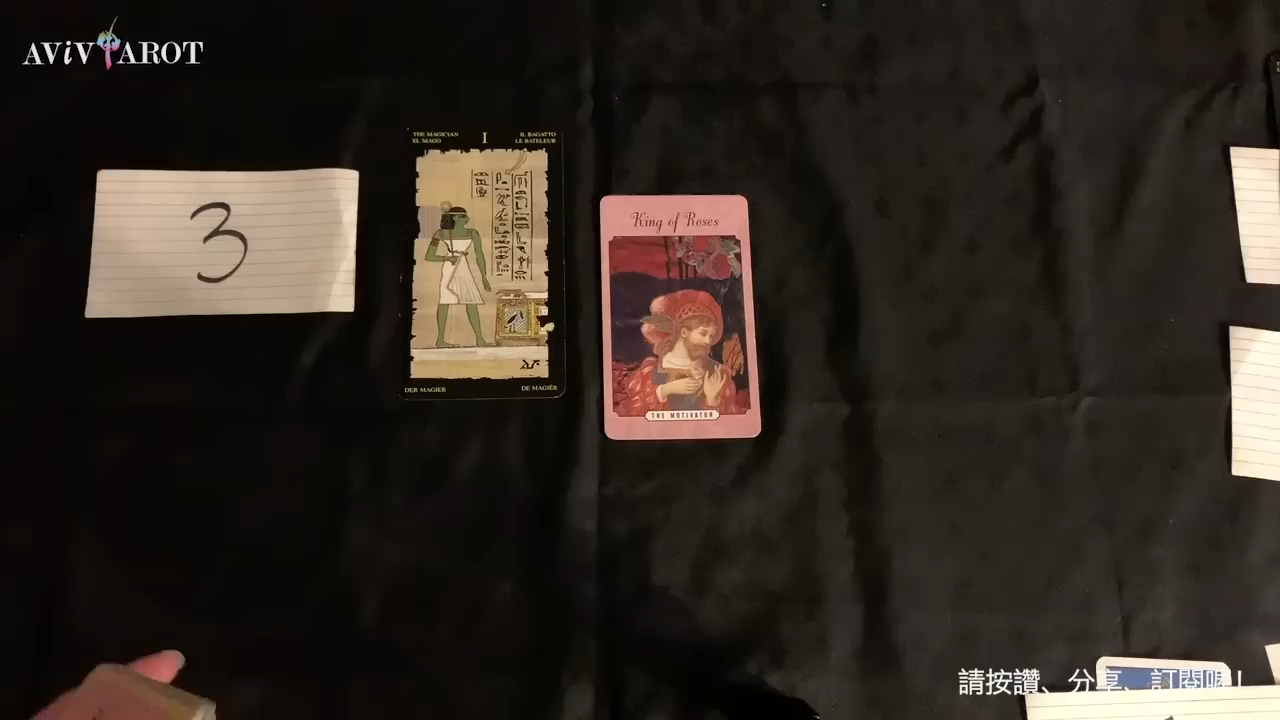 AViVTAROT
3
THE MAGICIAN
EL MAGO
I
IL BAGATTO
LE BATELEUR
DER MAGIER
DE MAGIËR
King of Roses
THE MOTIVATOR
請按讚、分享、訂閱喔!